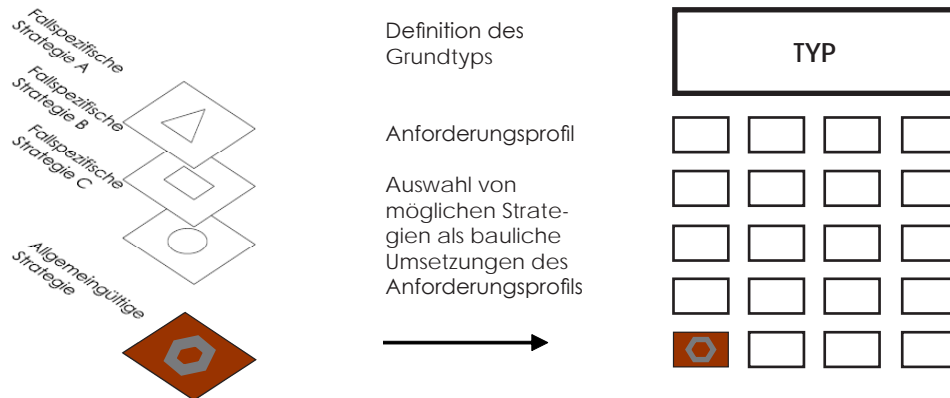 Fallspezifische
Strategie A
Fallspezifische
Strategie B
Fallspezifische
Strategie C
Allgemeingültige
Strategie
Definition des
Grundtyps
Anforderungsprofil
Auswahl von
möglichen Strate-
gien als bauliche
Umsetzungen des
Anforderungsprofils
TYP